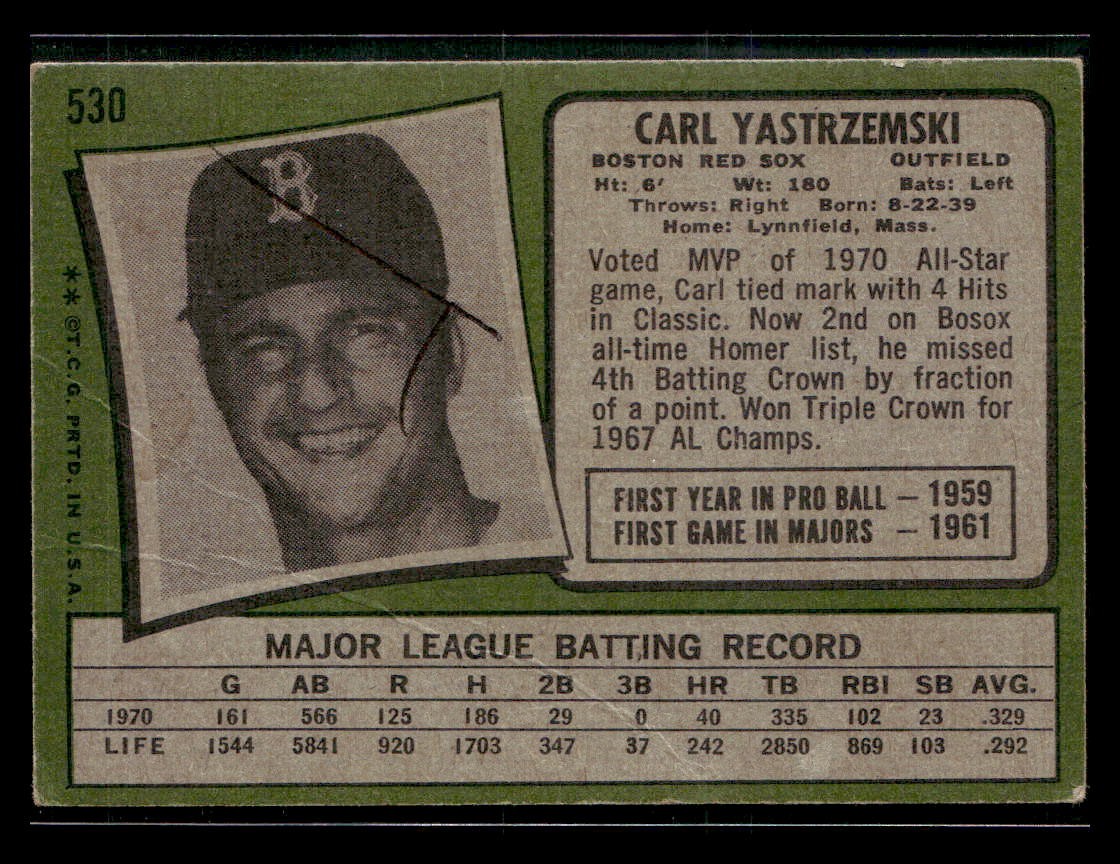 530
CARL YASTRZEMSKI
BOSTON RED SOX OUTFIELD
Ht: 6' Wt: 180 Bats: Left
Throws: Right Born: 8-22-39
Home: Lynnfield, Mass.
Voted MVP of 1970 All-Star
game, Carl tied mark with 4 Hits
in Classic. Now 2nd on Bosox
all-time Homer list, he missed
4th Batting Crown by fraction
of a point. Won Triple Crown for
1967 AL Champs.
FIRST YEAR IN PRO BALL — 1959
FIRST GAME IN MAJORS — 1961
B
**©T.C.G. PRTD. IN U.S.A.
MAJOR LEAGUE BATTING RECORD
G AB R H 2B 3B HR TB RBI SB AVG.
1970 161 566 125 186 29 0 40 335 102 23 .329
LIFE 1544 5841 920 1703 347 37 242 2850 869 103 .292